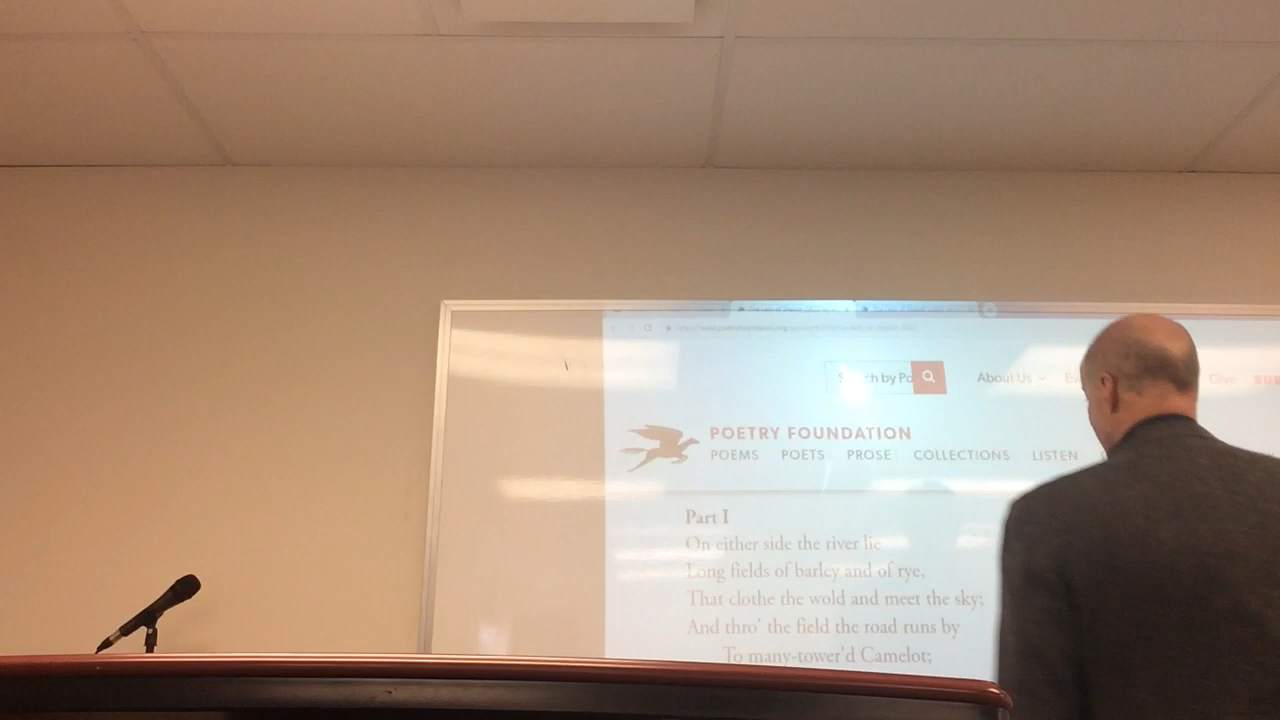 Search by Po
About Us
Give
POETRY FOUNDATION
POEMS POETS PROSE COLLECTIONS LISTEN
Part I
On either side the river lie
Long fields of barley and of rye,
That clothe the wold and meet the sky;
And thro' the field the road runs by
To many-tower'd Camelot;